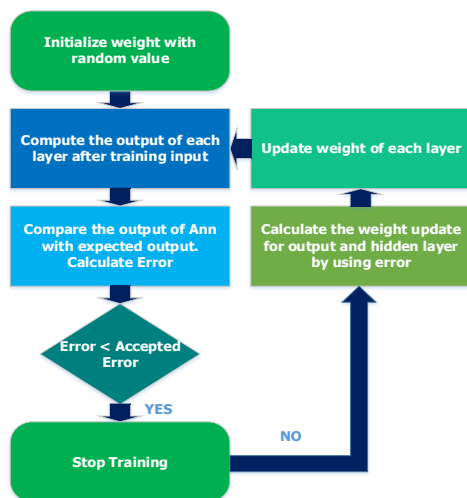 Initialize weight with
random value
Compute the output of each
layer after training input
Update weight of each layer
Compare the output of Ann
with expected output.
Calculate Error
Calculate the weight update
for output and hidden layer
by using error
Error < Accepted
Error
YES
NO
Stop Training